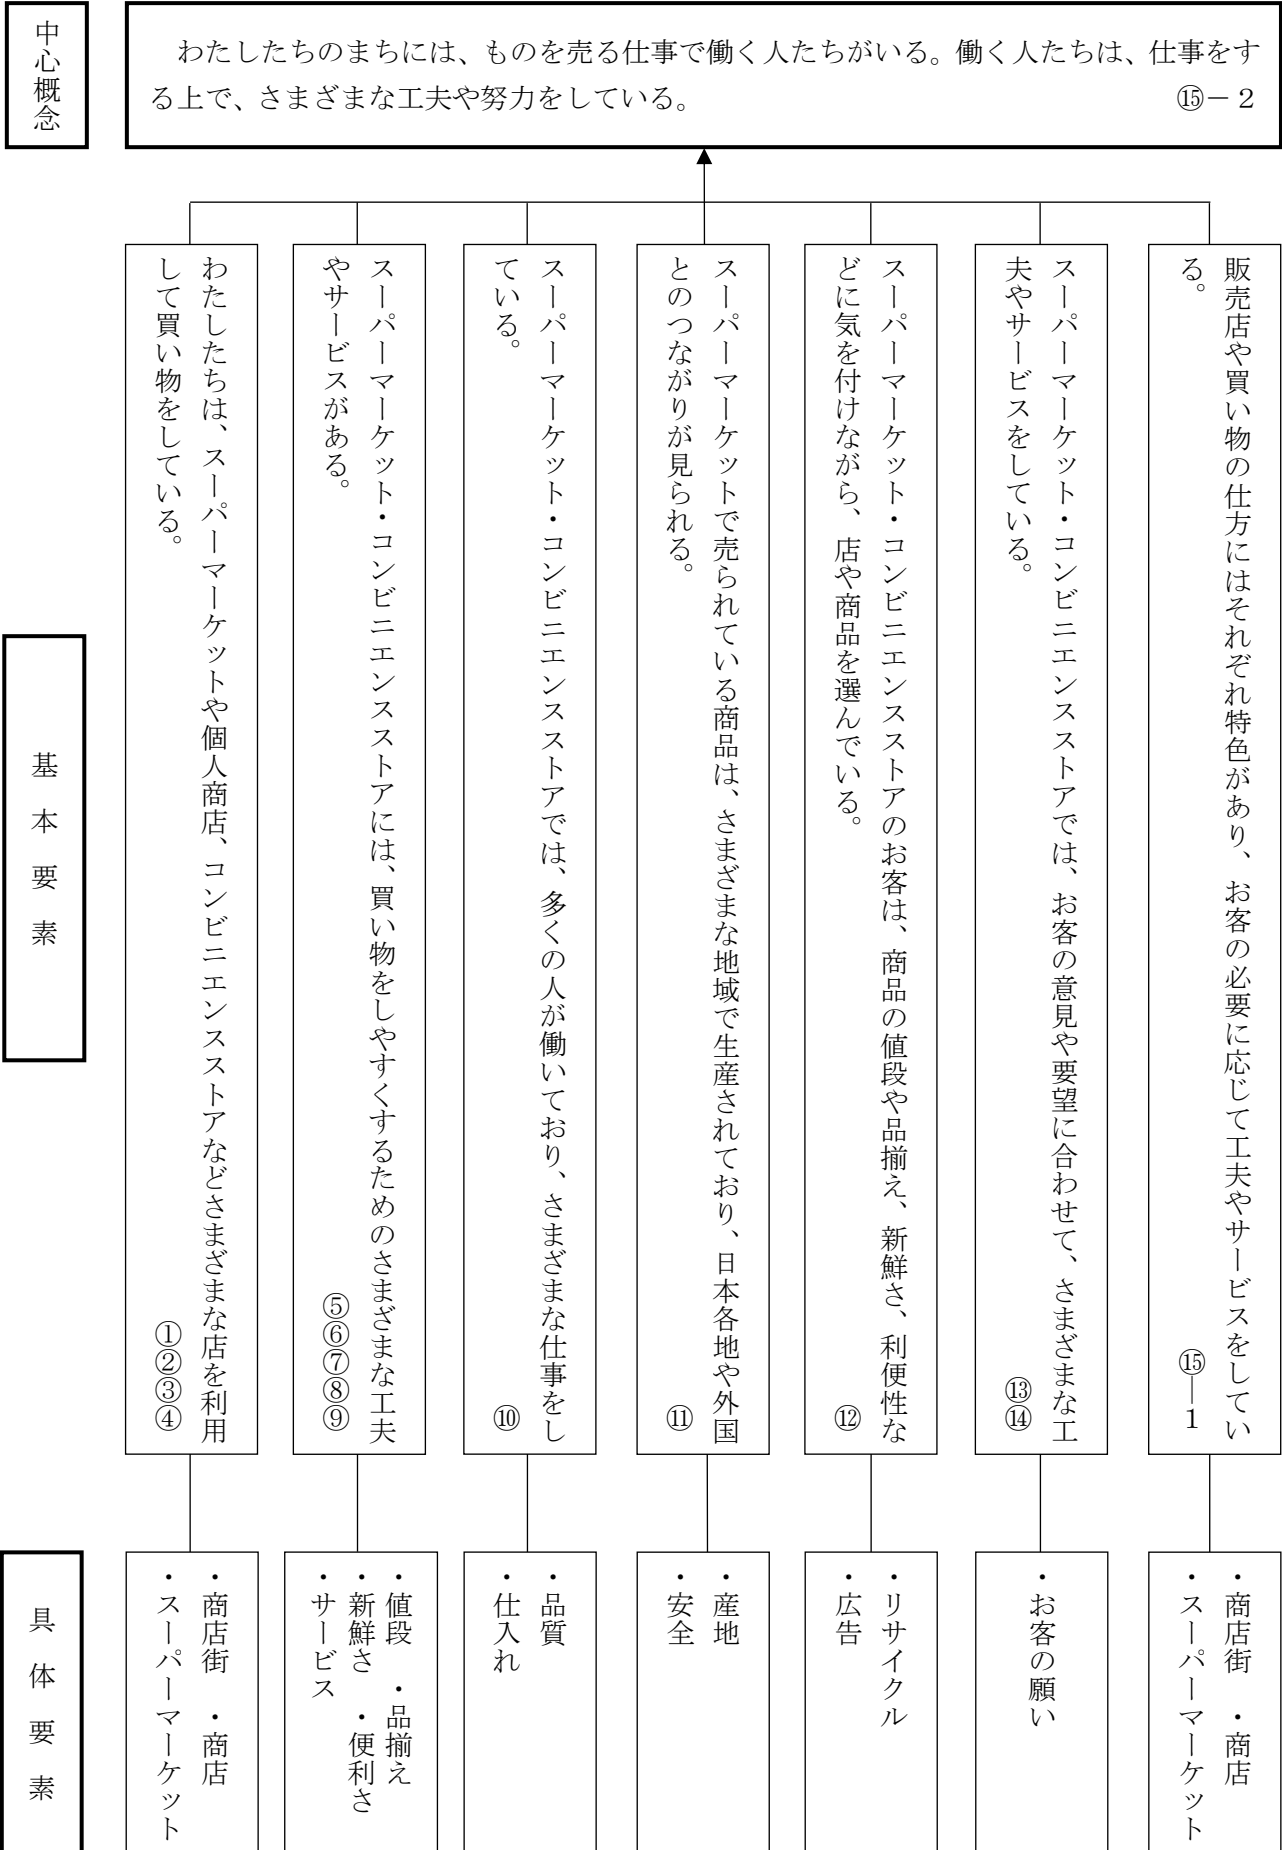 中心概念
わたしたちのまちには、ものを売る仕事で働く人たちがいる。働く人たちは、仕事をす
る上で、さまざまな工夫や努力をしている。 ⑮－２
基本要素
わたしたちは、スーパーマーケットや個人商店、コンビニエンスストアなどさまざまな店を利用
して買い物をしている。 ①②③④
スーパーマーケット・コンビニエンスストアには、買い物をしやすくするためのさまざまな工夫
やサービスがある。 ⑤⑥⑦⑧⑨
スーパーマーケット・コンビニエンスストアでは、多くの人が働いており、さまざまな仕事をし
ている。 ⑩
スーパーマーケットで売られている商品は、さまざまな地域で生産されており、日本各地や外国
とのつながりが見られる。 ⑪
スーパーマーケット・コンビニエンスストアのお客は、商品の値段や品揃え、新鮮さ、利便性な
どに気を付けながら、店や商品を選んでいる。 ⑫
スーパーマーケット・コンビニエンスストアでは、お客の意見や要望に合わせて、さまざまな工
夫やサービスをしている。 ⑬⑭
販売店や買い物の仕方にはそれぞれ特色があり、お客の必要に応じて工夫やサービスをしてい
る。 ⑮―１
具体要素
・商店街 ・商店
・スーパーマーケット
・値段 ・品揃え
・新鮮さ ・便利さ
・サービス
・品質
・仕入れ
・産地
・安全
・リサイクル
・広告
・お客の願い
・商店街 ・商店
・スーパーマーケット